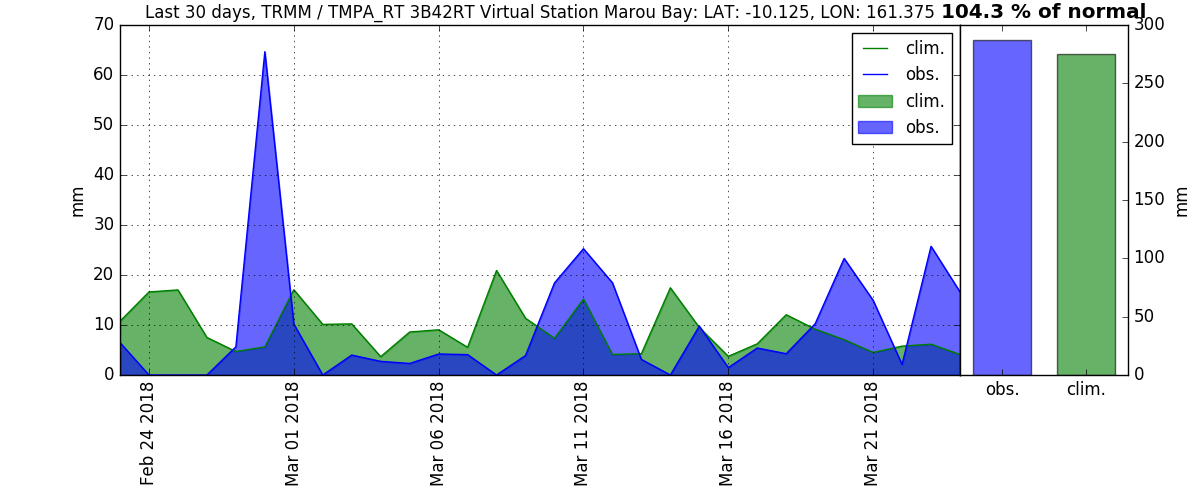 Last 30 days, TRMM / TMPA_RT 3B42RT Virtual Station Marou Bay: LAT: -10.125, LON: 161.375 104.3 % of normal
70
60
50
40
30
20
10
0
mm
clim.
obs.
clim.
obs.
Feb 24 2018
Mar 01 2018
Mar 06 2018
Mar 11 2018
Mar 16 2018
Mar 21 2018
300
250
200
150
100
50
0
mm
obs.
clim.